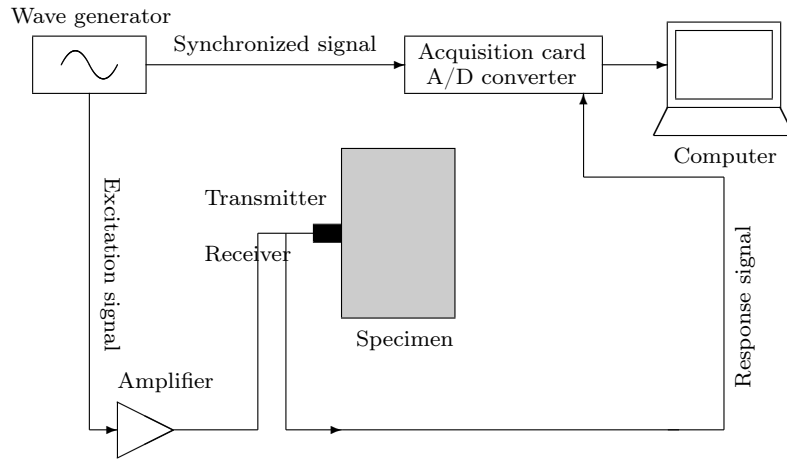 Wave generator
Synchronized signal
Acquisition card
A/D converter
Computer
Transmitter
Receiver
Excitation signal
Specimen
Response signal
Amplifier